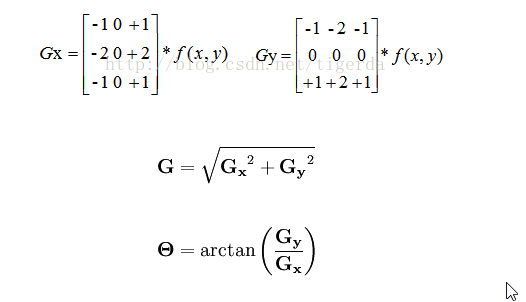 Gx = [-1 0 +1; -2 0 +2; -1 0 +1] * f(x, y) Gy = [-1 -2 -1; 0 0 0; +1 +2 +1] * f(x, y)
http://blog.csdn.net/tigerda
G = √(Gx² + Gy²)
Θ = arctan(Gy/Gx)